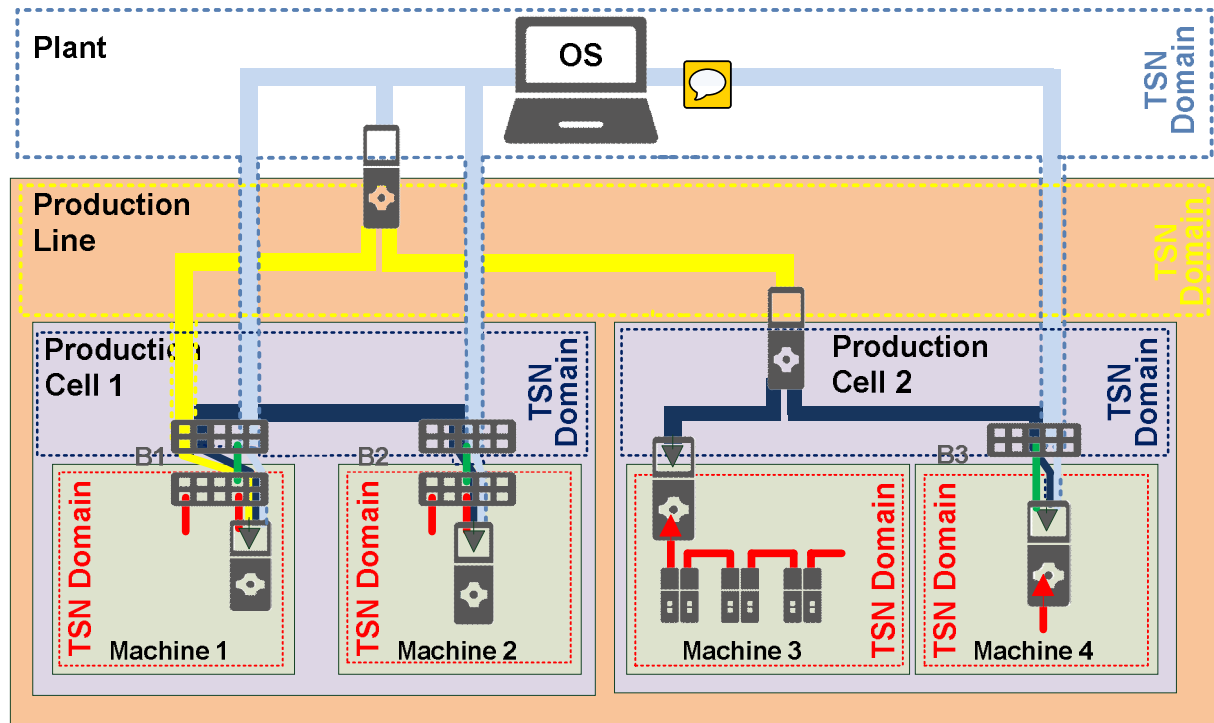 Plant
OS
TSN
Domain
Production
Line
TSN
Domain
Production
Cell 1
TSN
Domain
Production
Cell 2
TSN
Domain
B1
B2
B3
TSN Domain
Machine 1
TSN Domain
Machine 2
Machine 3
TSN Domain
TSN Domain
Machine 4